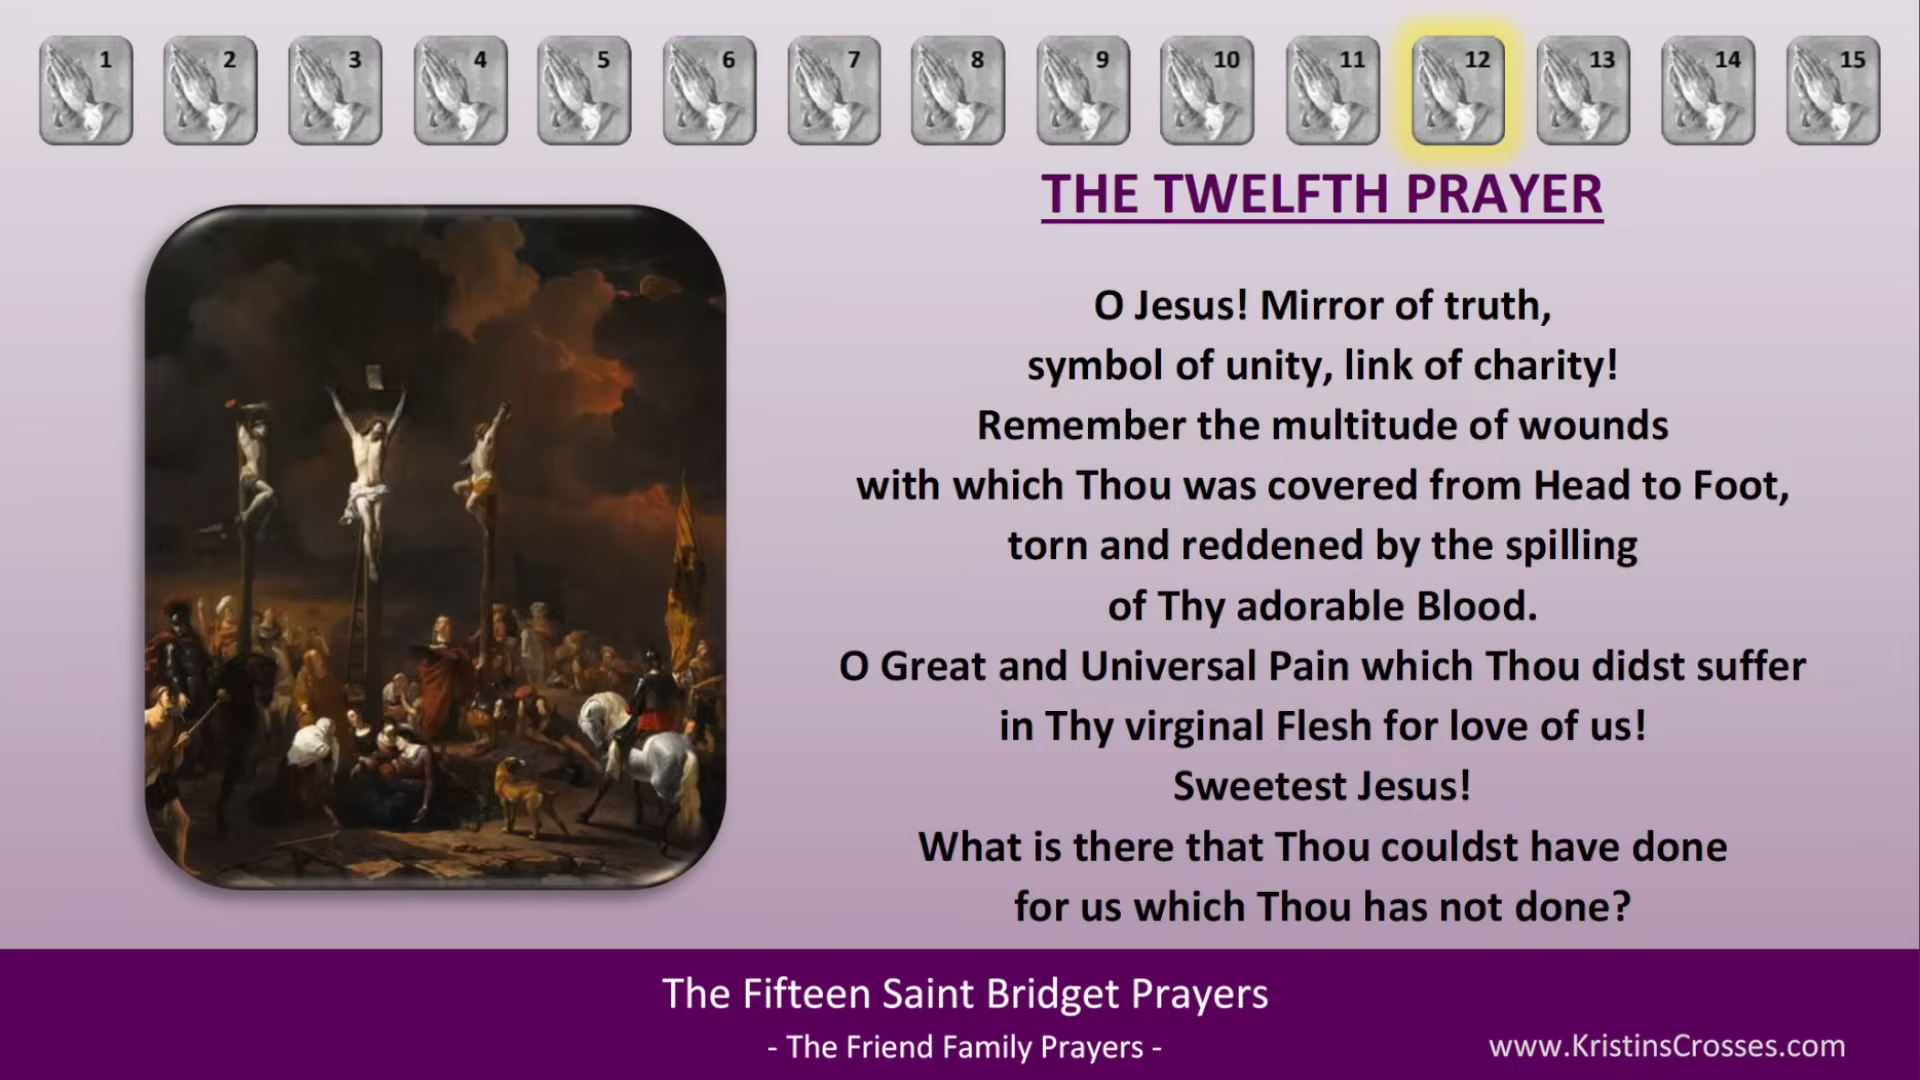 1 2 3 4 5 6 7 8 9 10 11 12 13 14 15
THE TWELFTH PRAYER
O Jesus! Mirror of truth,
symbol of unity, link of charity!
Remember the multitude of wounds
with which Thou was covered from Head to Foot,
torn and reddened by the spilling
of Thy adorable Blood.
O Great and Universal Pain which Thou didst suffer
in Thy virginal Flesh for love of us!
Sweetest Jesus!
What is there that Thou couldst have done
for us which Thou has not done?
The Fifteen Saint Bridget Prayers
- The Friend Family Prayers -
www.KristinsCrosses.com